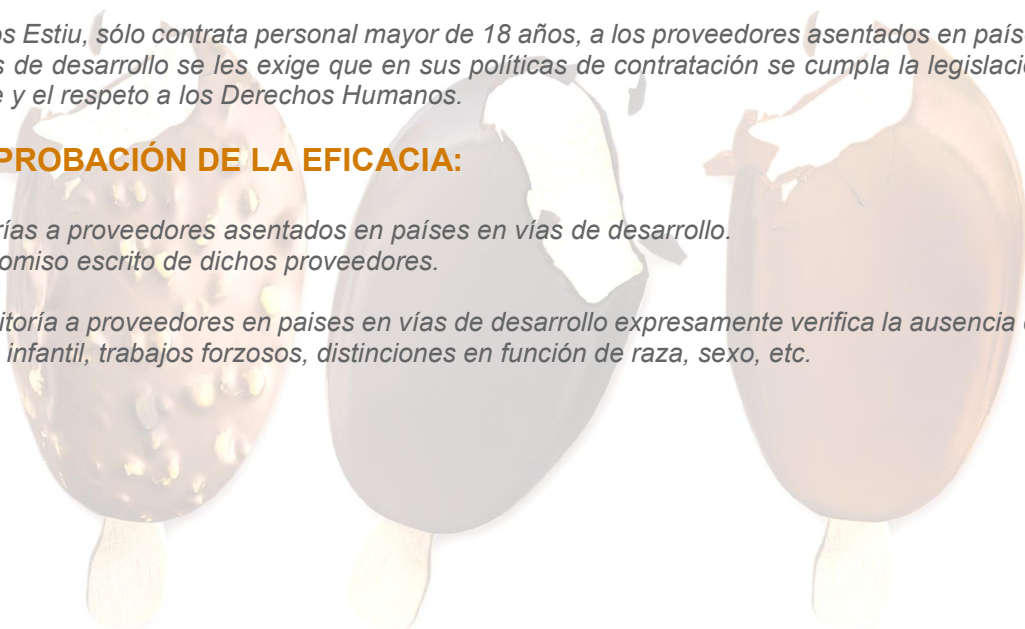 os Estiu, sólo contrata personal mayor de 18 años, a los proveedores asentados en paíse
s de desarrollo se les exige que en sus políticas de contratación se cumpla la legislació
e y el respeto a los Derechos Humanos.
PROBACIÓN DE LA EFICACIA:
rías a proveedores asentados en países en vías de desarrollo.
omiso escrito de dichos proveedores.
itoría a proveedores en paises en vías de desarrollo expresamente verifica la ausencia d
infantil, trabajos forzosos, distinciones en función de raza, sexo, etc.